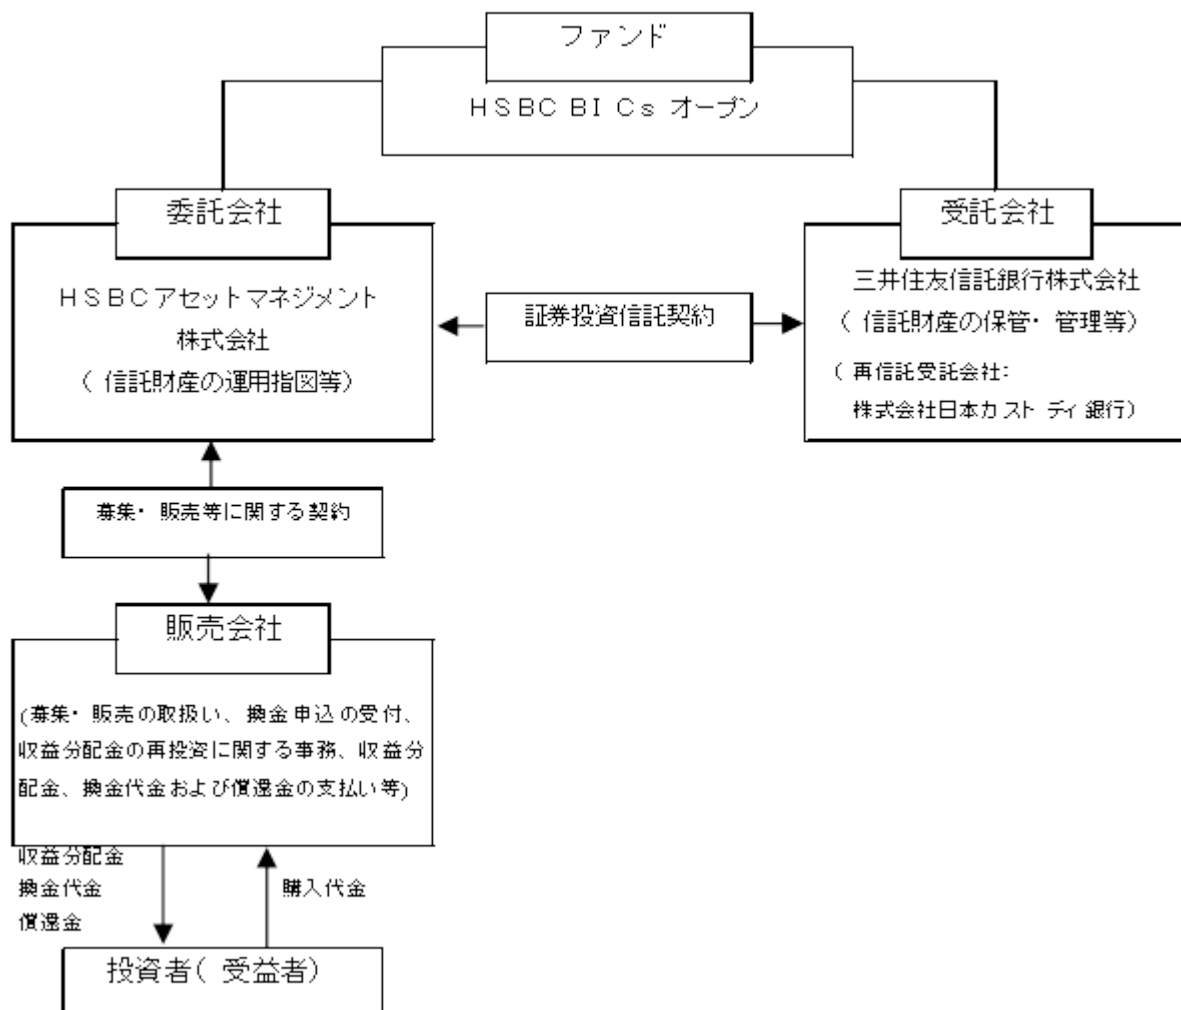 ファンド
HSBC BICs オープン
委託会社
受託会社
HSBCアセットマネジメント
株式会社
(信託財産の運用指図等)
証券投資信託契約
三井住友信託銀行株式会社
(信託財産の保管・管理等)
(再信託受託会社:
株式会社日本カストディ銀行)
募集・販売等に関する契約
販売会社
(募集・販売の取扱い、換金申込の受付、
収益分配金の再投資に関する事務、収益分
配金、換金代金および償還金の支払い等)
収益分配金
換金代金
償還金
購入代金
投資者(受益者)